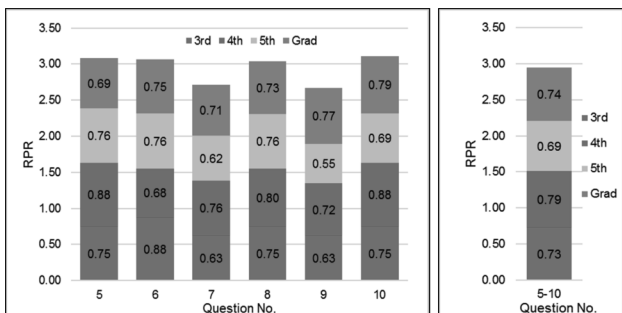 3.50
3.00
2.50
2.00
1.50
1.00
0.50
0.00
RPR
3rd 4th 5th Grad
0.69 0.75 0.71 0.73 0.77 0.79
0.76 0.76 0.62 0.76 0.55 0.69
0.88 0.68 0.76 0.80 0.72 0.88
0.75 0.88 0.63 0.75 0.63 0.75
5 6 7 8 9 10
Question No.
3.50
3.00
2.50
2.00
1.50
1.00
0.50
0.00
RPR
0.74
0.69
0.79
0.73
3rd
4th
5th
Grad
5-10
Question No.